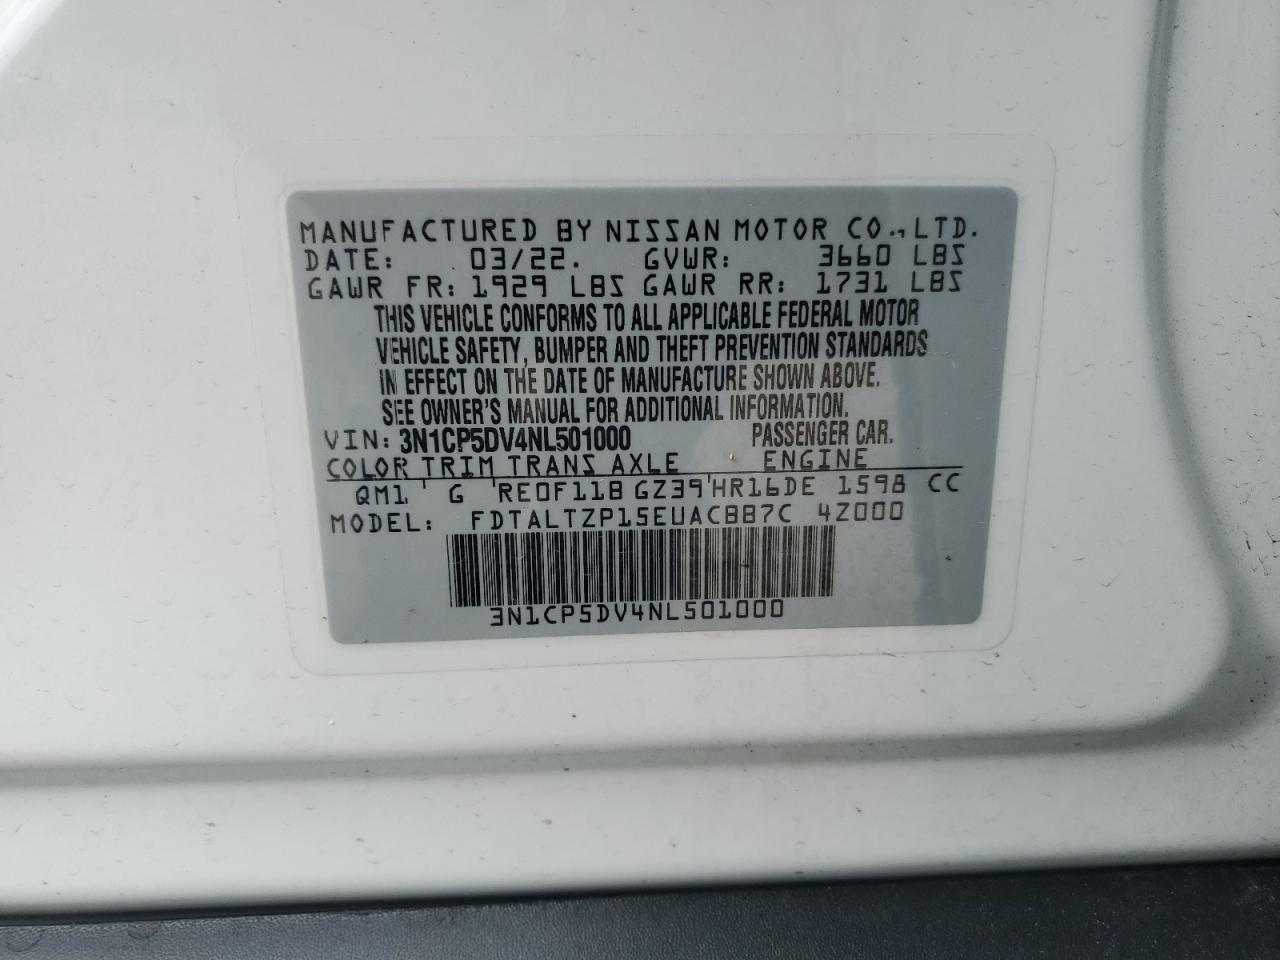 MANUFACTURED BY NISSAN MOTOR CO., LTD.
DATE: 03/22. GVWR: 3660 LBS
GAWR FR: 1929 LBS GAWR RR: 1731 LBS
THIS VEHICLE CONFORMS TO ALL APPLICABLE FEDERAL MOTOR
VEHICLE SAFETY, BUMPER AND THEFT PREVENTION STANDARDS
IN EFFECT ON THE DATE OF MANUFACTURE SHOWN ABOVE.
SEE OWNER'S MANUAL FOR ADDITIONAL INFORMATION.
VIN: 3N1CP5DV4NL501000 PASSENGER CAR.
COLOR TRIM TRANS AXLE ENGINE
QM1 ' G ' RE0F11B GZ39 ' HR16DE 1598 CC
MODEL: FDTALTZP15EUACBB7C 4Z000
3N1CP5DV4NL501000